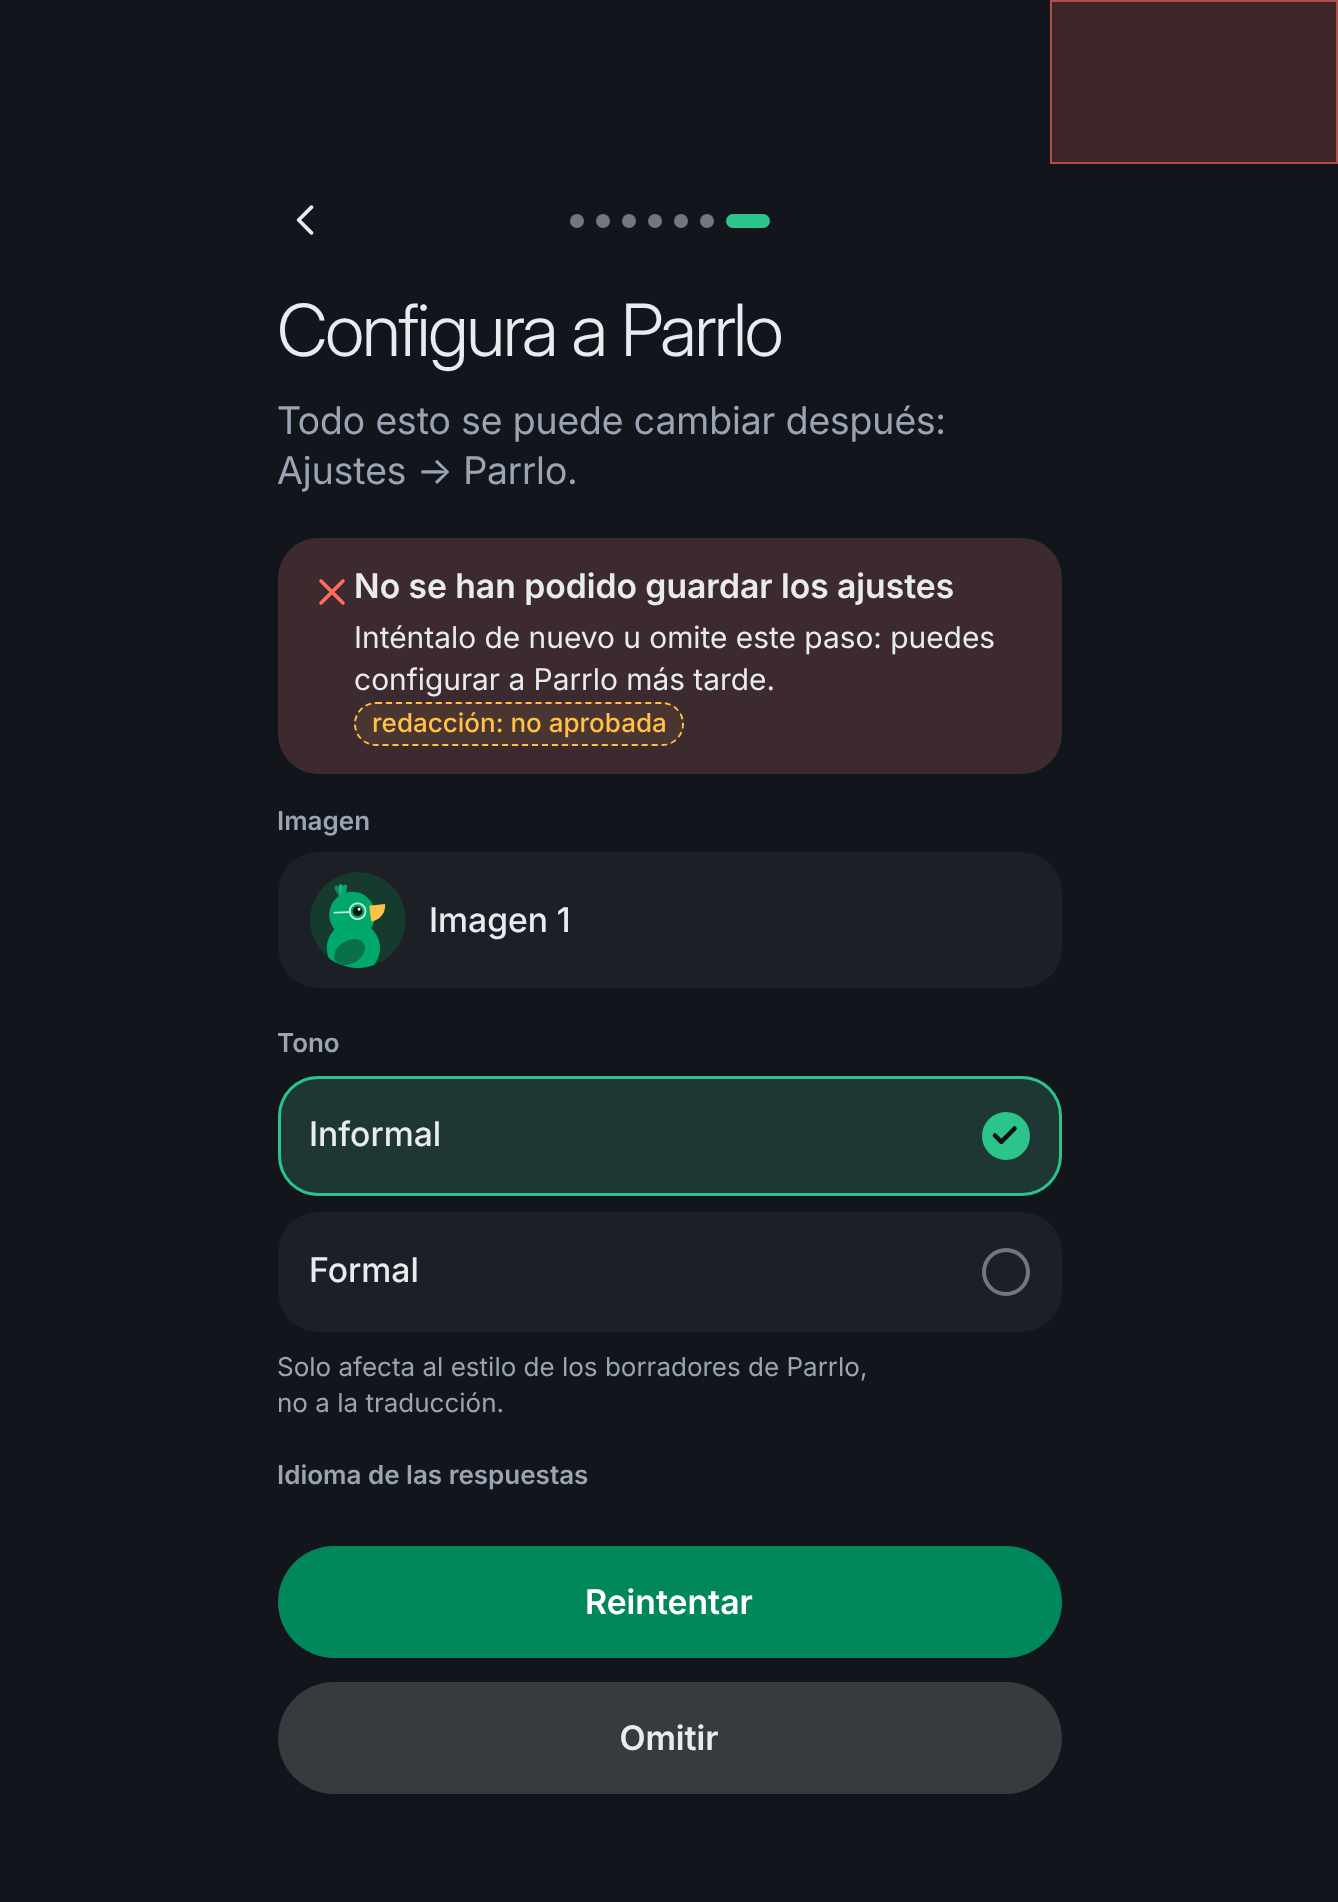 Configura a Parrlo
Todo esto se puede cambiar después:
Ajustes → Parrlo.
No se han podido guardar los ajustes
Inténtalo de nuevo u omite este paso: puedes
configurar a Parrlo más tarde.
redacción: no aprobada
Imagen
Imagen 1
Tono
Informal
Formal
Solo afecta al estilo de los borradores de Parrlo,
no a la traducción.
Idioma de las respuestas
Reintentar
Omitir